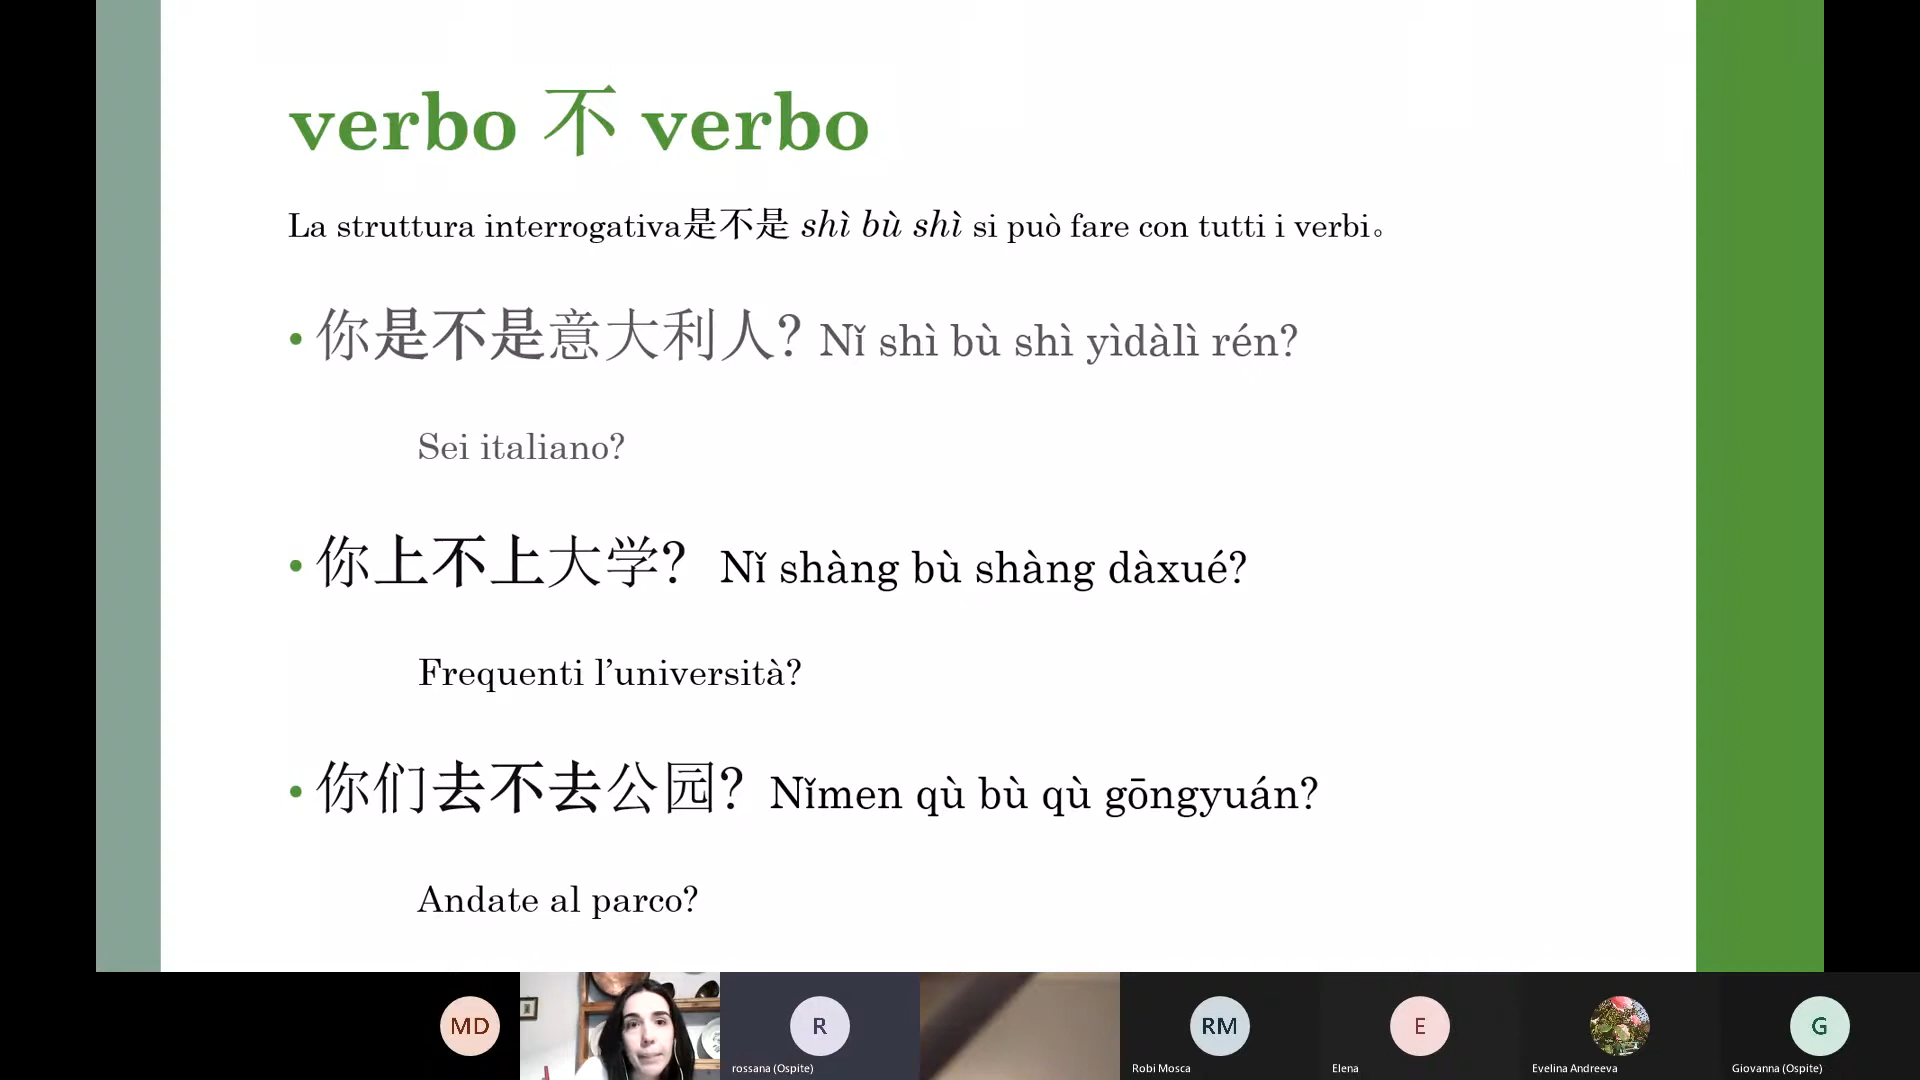 verbo 不 verbo
La struttura interrogativa是不是 shì bù shì si può fare con tutti i verbi。
• 你是不是意大利人? Nǐ shì bù shì yìdàlì rén?
Sei italiano?
• 你上不上大学? Nǐ shàng bù shàng dàxué?
Frequenti l’università?
• 你们去不去公园? Nǐmen qù bù qù gōngyuán?
Andate al parco?
MD
R
RM
E
G
rossana (Ospite)
Robi Mosca
Elena
Evelina Andreeva
Giovanna (Ospite)